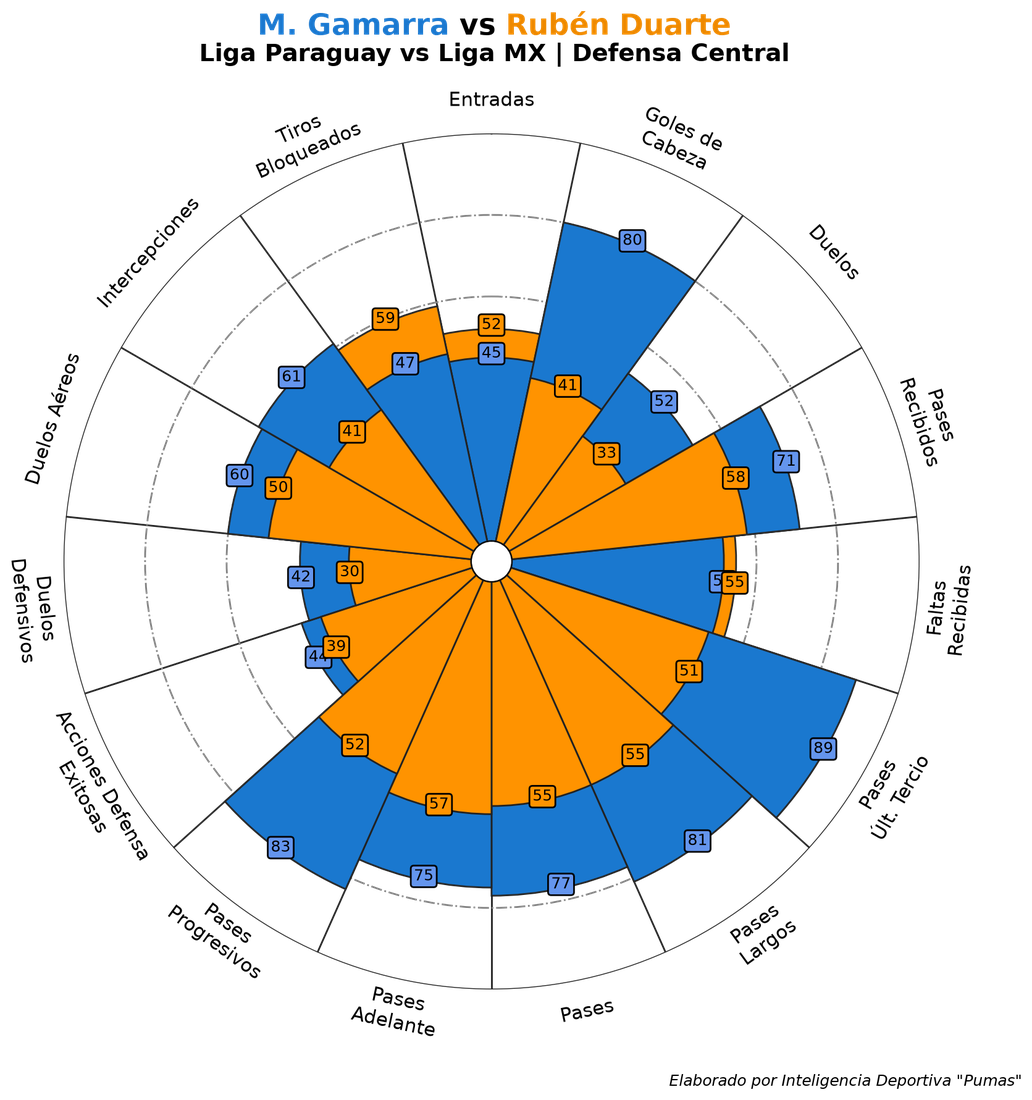 M. Gamarra vs Rubén Duarte
Liga Paraguay vs Liga MX | Defensa Central
Entradas
Goles de
Cabeza
Duelos
Pases
Recibidos
Faltas
Recibidas
Pases
Últ. Tercio
Pases
Largos
Pases
Pases
Adelante
Pases
Progresivos
Acciones Defensa
Exitosas
Duelos
Defensivos
Duelos Aéreos
Intercepciones
Tiros
Bloqueados
52
45
80
41
52
33
71
58
55
89
51
81
55
77
55
75
57
83
52
44
39
42
30
60
50
61
41
59
47
Elaborado por Inteligencia Deportiva "Pumas"